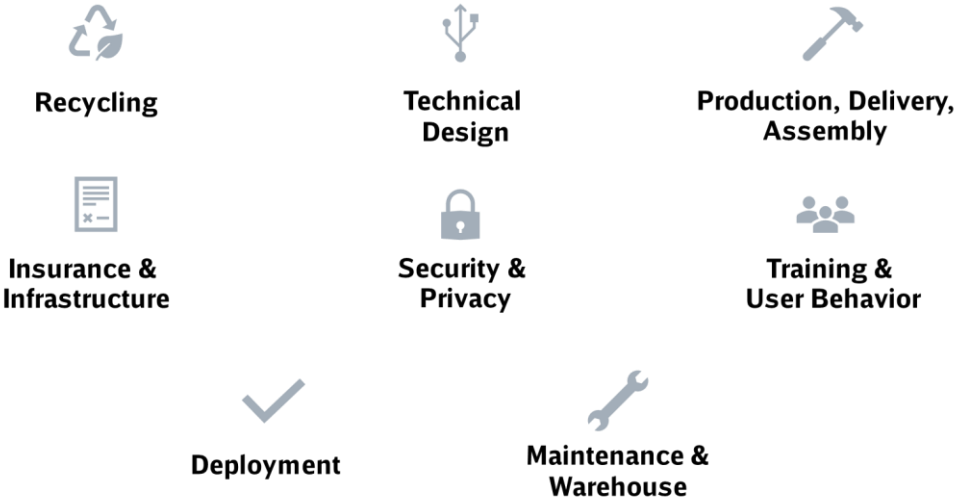 Recycling
Technical
Design
Production, Delivery,
Assembly
Insurance &
Infrastructure
Security &
Privacy
Training &
User Behavior
Deployment
Maintenance &
Warehouse